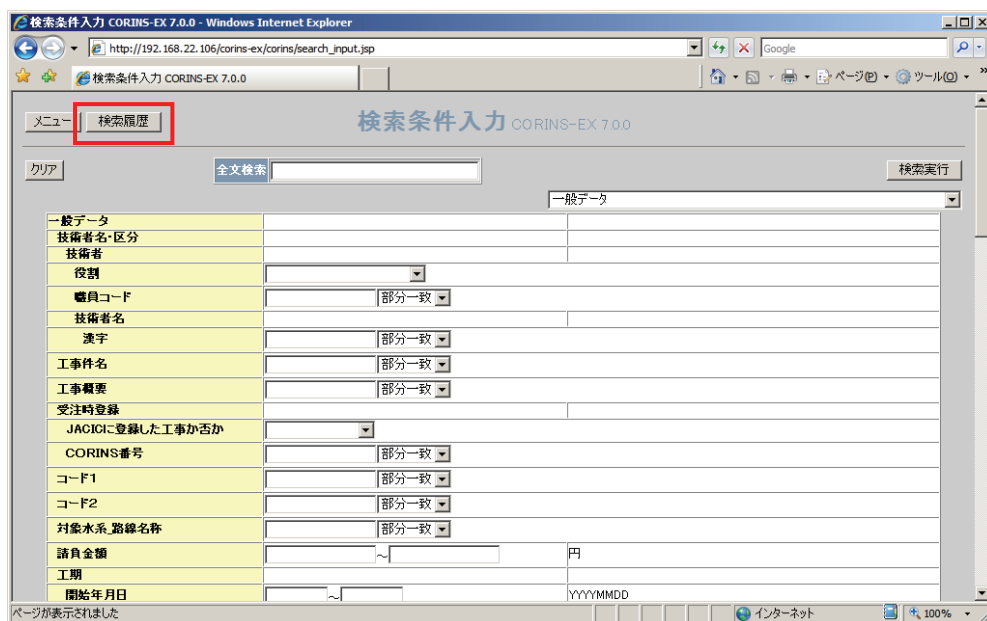 検索条件入力 CORINS-EX 7.0.0 - Windows Internet Explorer
http://192.168.22.106/corins-ex/corins/search_input.jsp
Google
検索条件入力 CORINS-EX 7.0.0
ページ(P) ツール(O) »
メニュー 検索履歴 検索条件入力 CORINS-EX 7.0.0
クリア 全文検索 検索実行
一般データ
一般データ
技術者名・区分
技術者
役割
職員コード 部分一致
技術者名
漢字 部分一致
工事件名 部分一致
工事概要 部分一致
受注時登録
JACICに登録した工事か否か
CORINS番号 部分一致
コード1 部分一致
コード2 部分一致
対象水系_路線名称 部分一致
請負金額 ～ 円
工期
開始年月日 ～ YYYYMMDD
ページが表示されました インターネット 100%